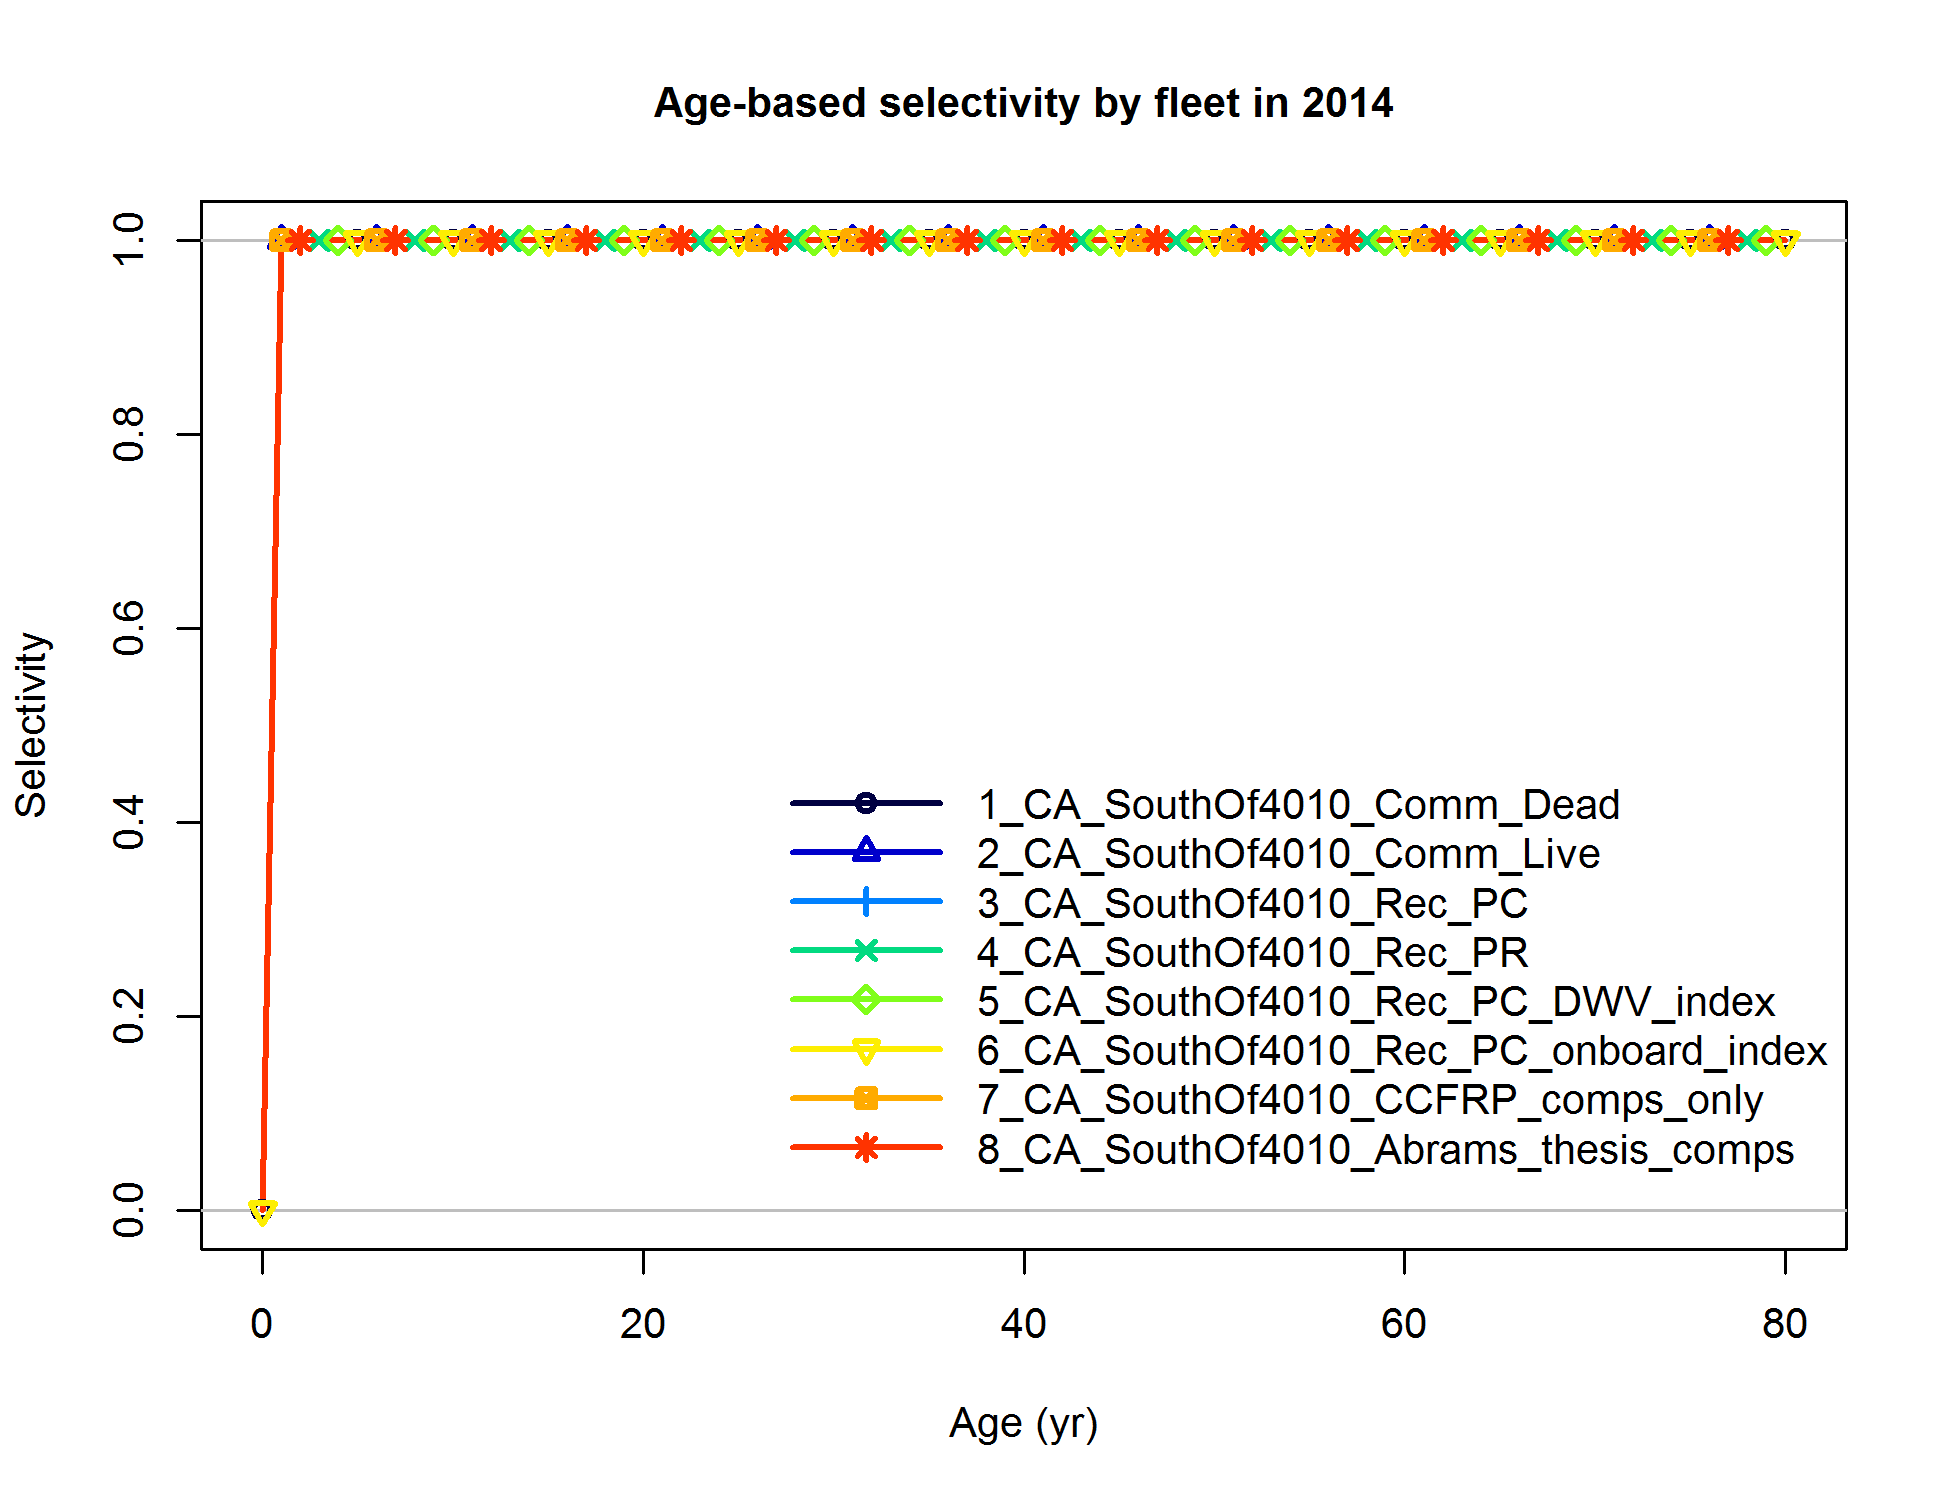 Age-based selectivity by fleet in 2014
Selectivity
1.0
0.8
0.6
0.4
0.2
0.0
1_CA_SouthOf4010_Comm_Dead
2_CA_SouthOf4010_Comm_Live
3_CA_SouthOf4010_Rec_PC
4_CA_SouthOf4010_Rec_PR
5_CA_SouthOf4010_Rec_PC_DWV_index
6_CA_SouthOf4010_Rec_PC_onboard_index
7_CA_SouthOf4010_CCFRP_comps_only
8_CA_SouthOf4010_Abrams_thesis_comps
0 20 40 60 80
Age (yr)